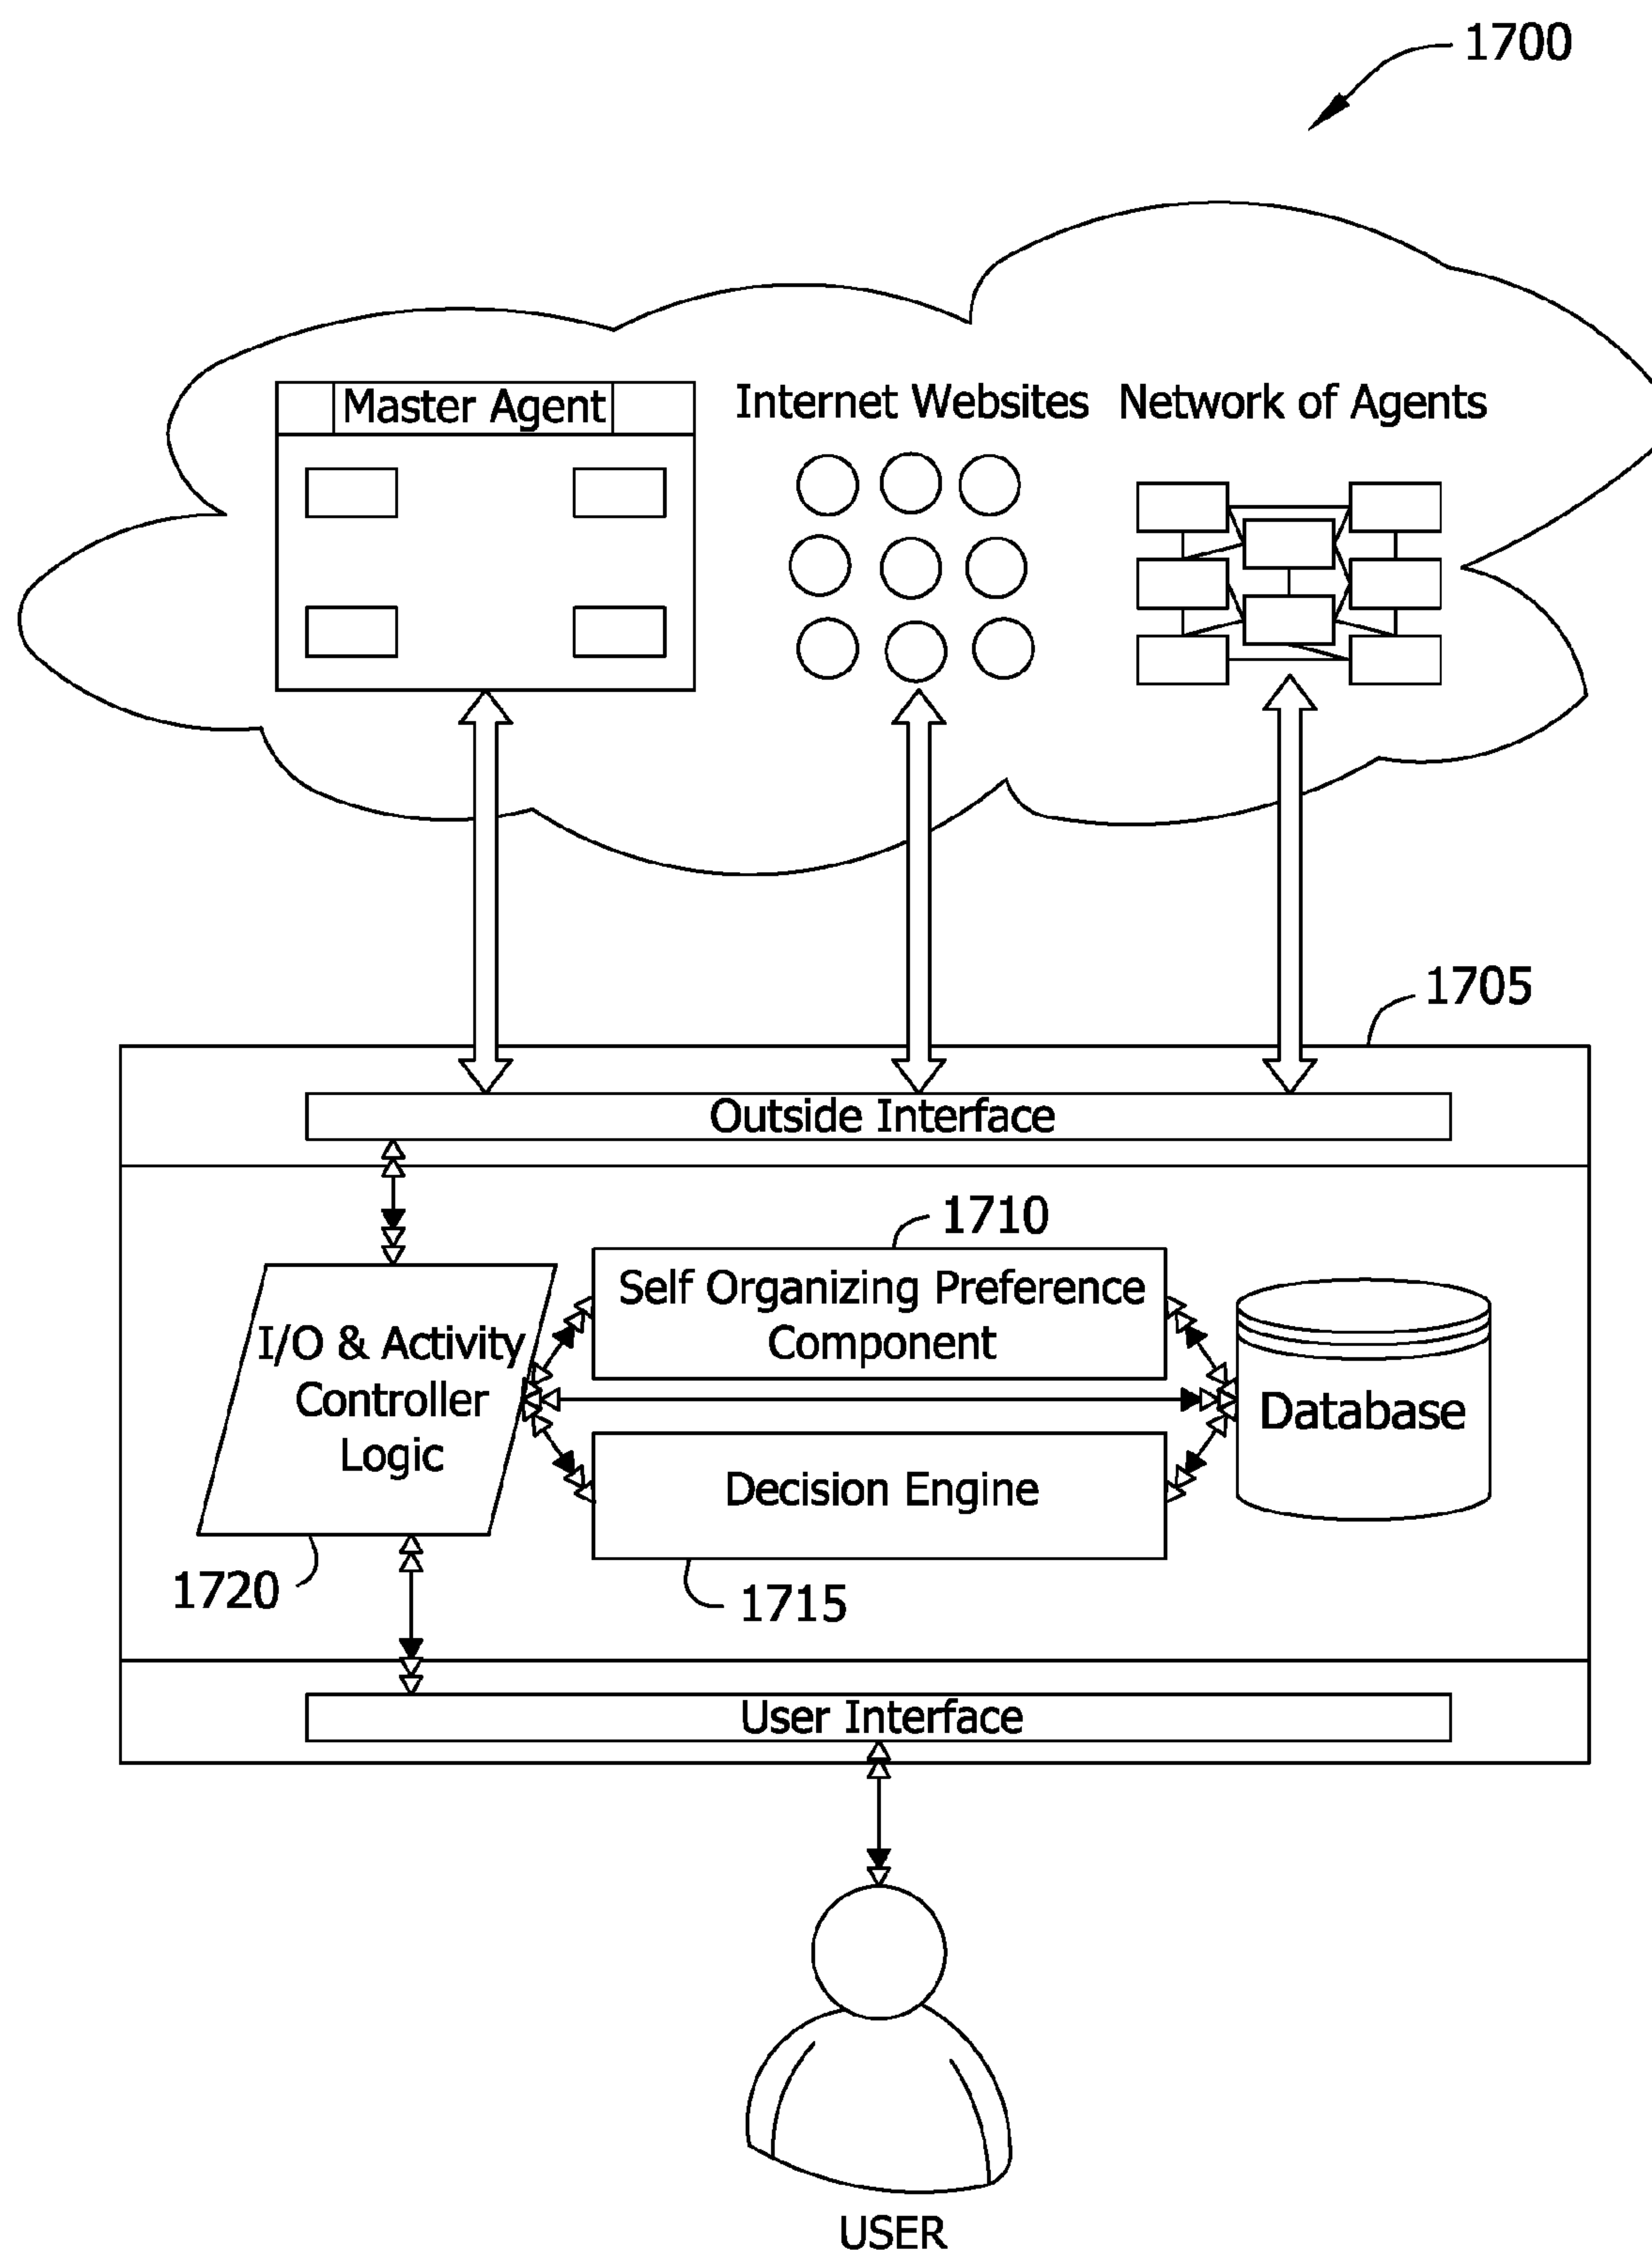 1700
Master Agent
Internet Websites
Network of Agents
1705
Outside Interface
1710
Self Organizing Preference
Component
I/O & Activity
Controller
Logic
Database
Decision Engine
1720
1715
User Interface
USER